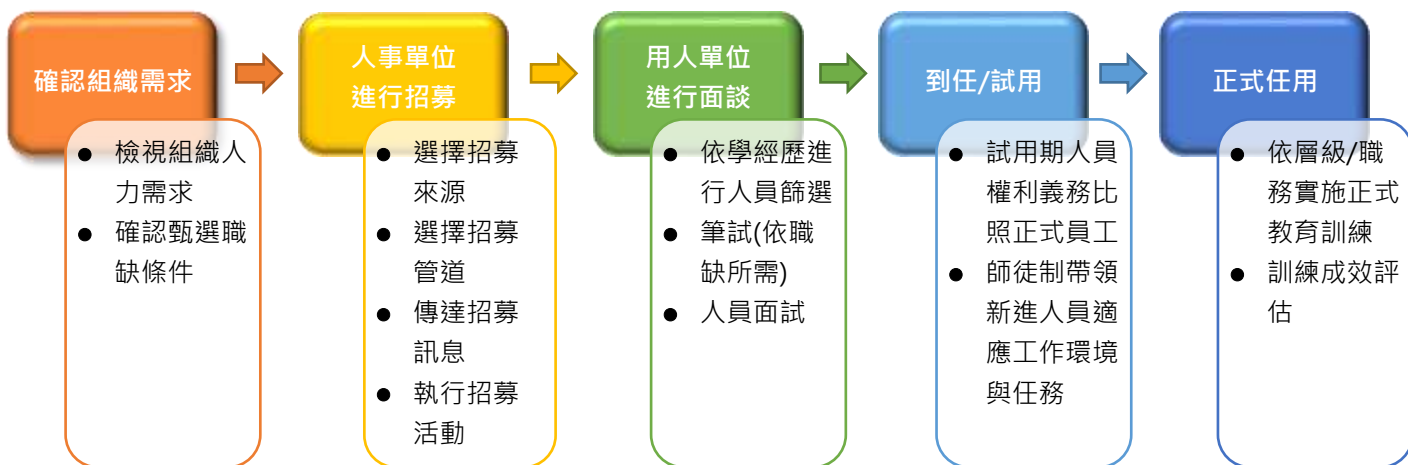 確認組織需求
檢視組織人
力需求
確認甄選職
缺條件
人事單位
進行招募
選擇招募
來源
選擇招募
管道
傳達招募
訊息
執行招募
活動
用人單位
進行面談
依學經歷進
行人員篩選
筆試(依職
缺所需)
人員面試
到任/試用
試用期人員
權利義務比
照正式員工
師徒制帶領
新進人員適
應工作環境
與任務
正式任用
依層級/職
務實施正式
教育訓練
訓練成效評
估